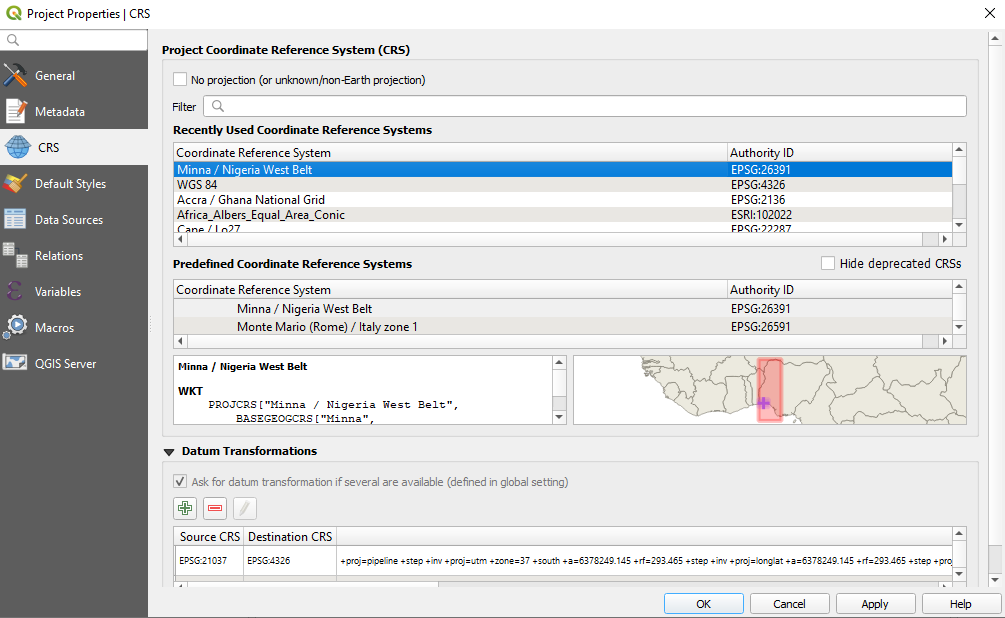 Project Properties | CRS
Project Coordinate Reference System (CRS)
General
Metadata
CRS
Default Styles
Data Sources
Relations
Variables
Macros
QGIS Server
No projection (or unknown/non-Earth projection)
Filter
Recently Used Coordinate Reference Systems
Coordinate Reference System Authority ID
Minna / Nigeria West Belt EPSG:26391
WGS 84 EPSG:4326
Accra / Ghana National Grid EPSG:2136
Africa_Albers_Equal_Area_Conic ESRI:102022
Cape / Lo27 EPSG:22287
Predefined Coordinate Reference Systems Hide deprecated CRSs
Coordinate Reference System Authority ID
Minna / Nigeria West Belt EPSG:26391
Monte Mario (Rome) / Italy zone 1 EPSG:26591
Minna / Nigeria West Belt
WKT
PROJCRS["Minna / Nigeria West Belt",
BASEGEOGCRS["Minna",
Datum Transformations
Ask for datum transformation if several are available (defined in global setting)
Source CRS Destination CRS
EPSG:21037 EPSG:4326 +proj=pipeline +step +inv +proj=utm +zone=37 +south +a=6378249.145 +rf=293.465 +step +inv +proj=longlat +a=6378249.145 +rf=293.465 +step +proj
OK Cancel Apply Help